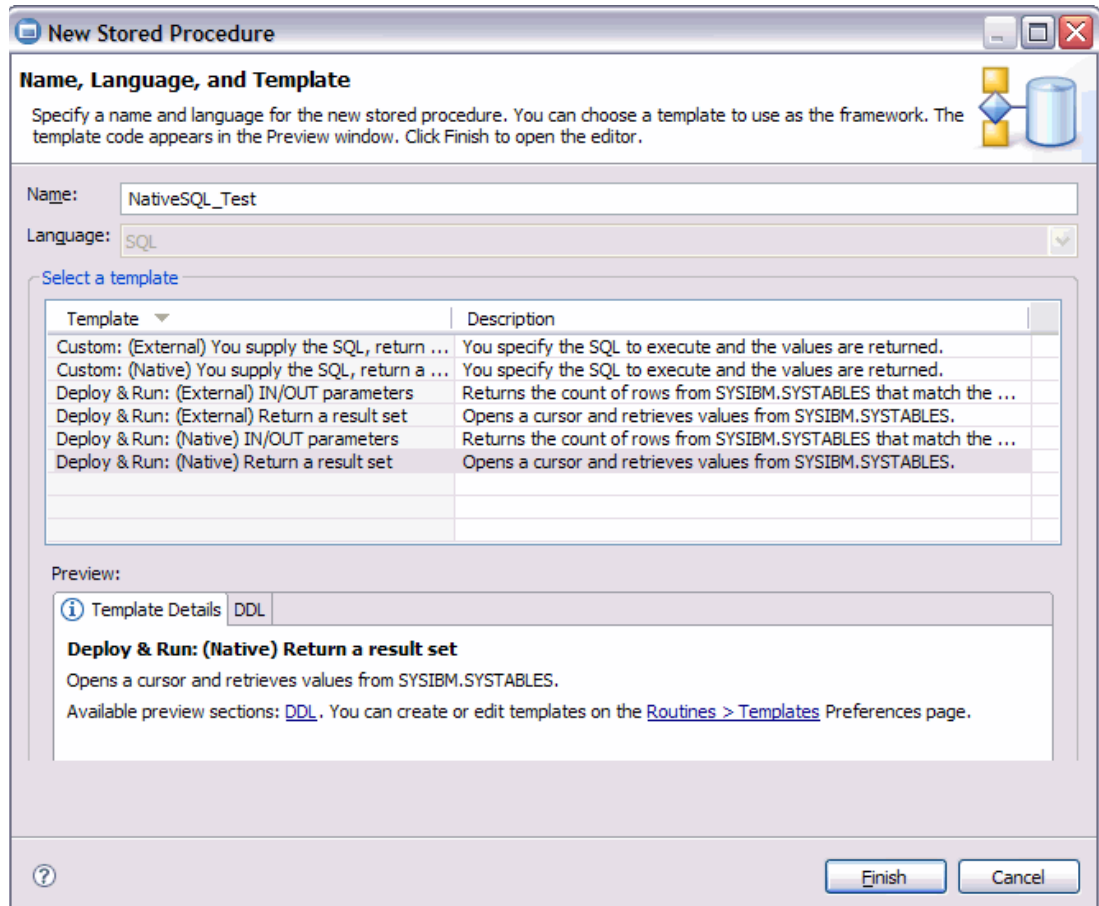 New Stored Procedure
Name, Language, and Template
Specify a name and language for the new stored procedure. You can choose a template to use as the framework. The
template code appears in the Preview window. Click Finish to open the editor.
Name: NativeSQL_Test
Language: SQL
Select a template
Template Description
Custom: (External) You supply the SQL, return ... You specify the SQL to execute and the values are returned.
Custom: (Native) You supply the SQL, return a ... You specify the SQL to execute and the values are returned.
Deploy & Run: (External) IN/OUT parameters Returns the count of rows from SYSIBM.SYSTABLES that match the ...
Deploy & Run: (External) Return a result set Opens a cursor and retrieves values from SYSIBM.SYSTABLES.
Deploy & Run: (Native) IN/OUT parameters Returns the count of rows from SYSIBM.SYSTABLES that match the ...
Deploy & Run: (Native) Return a result set Opens a cursor and retrieves values from SYSIBM.SYSTABLES.
Preview:
Template Details DDL
Deploy & Run: (Native) Return a result set
Opens a cursor and retrieves values from SYSIBM.SYSTABLES.
Available preview sections: DDL. You can create or edit templates on the Routines > Templates Preferences page.
? Finish Cancel